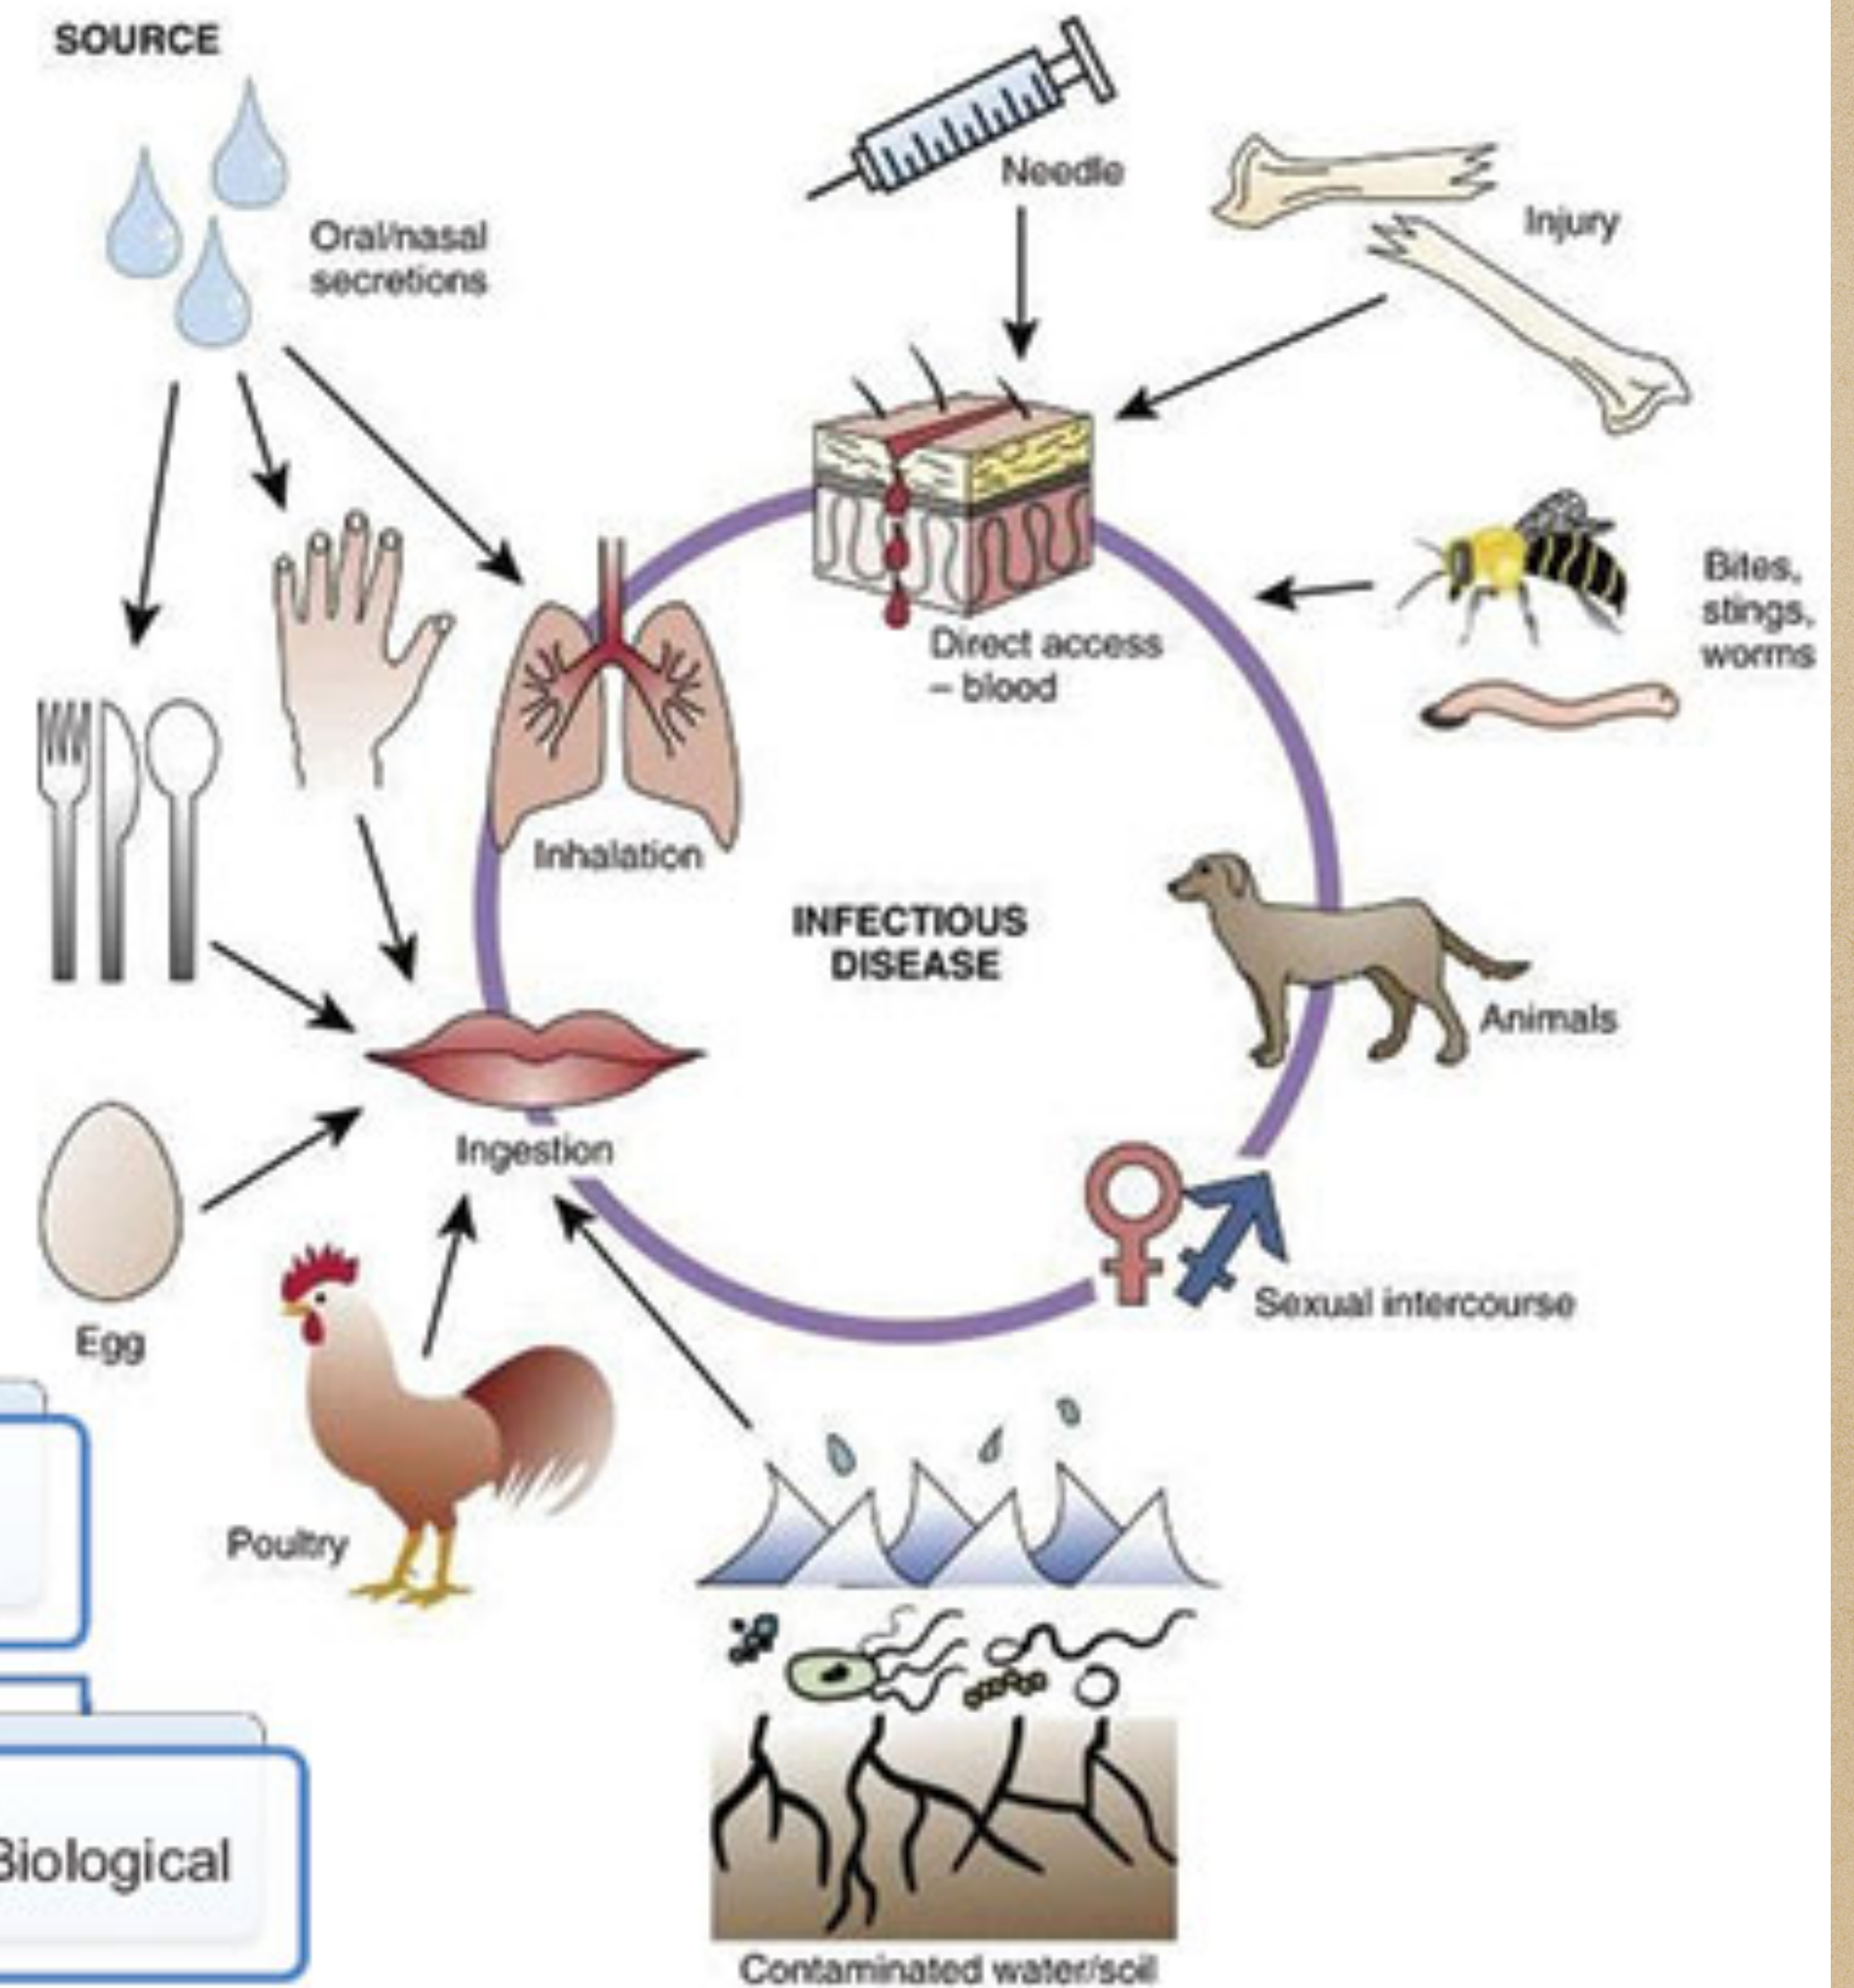 SOURCE
Oral/nasal
secretions
Needle
Injury
Direct access
– blood
Bites,
stings,
worms
Inhalation
INFECTIOUS
DISEASE
Animals
Ingestion
Sexual intercourse
Egg
Poultry
Biological
Contaminated water/soil